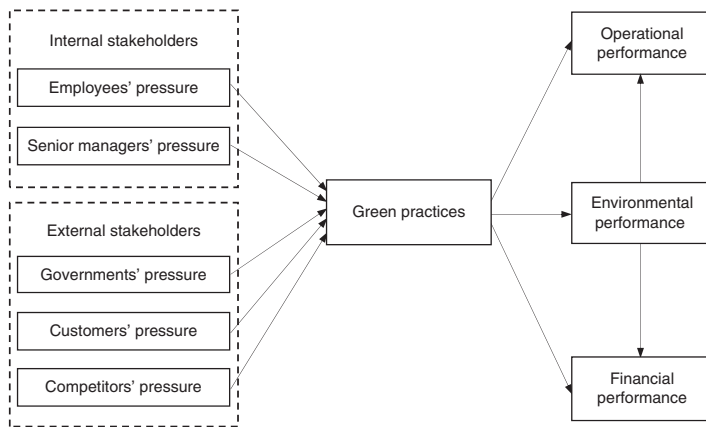 Internal stakeholders
Employees’ pressure
Senior managers’ pressure
External stakeholders
Governments’ pressure
Customers’ pressure
Competitors’ pressure
Green practices
Operational
performance
Environmental
performance
Financial
performance